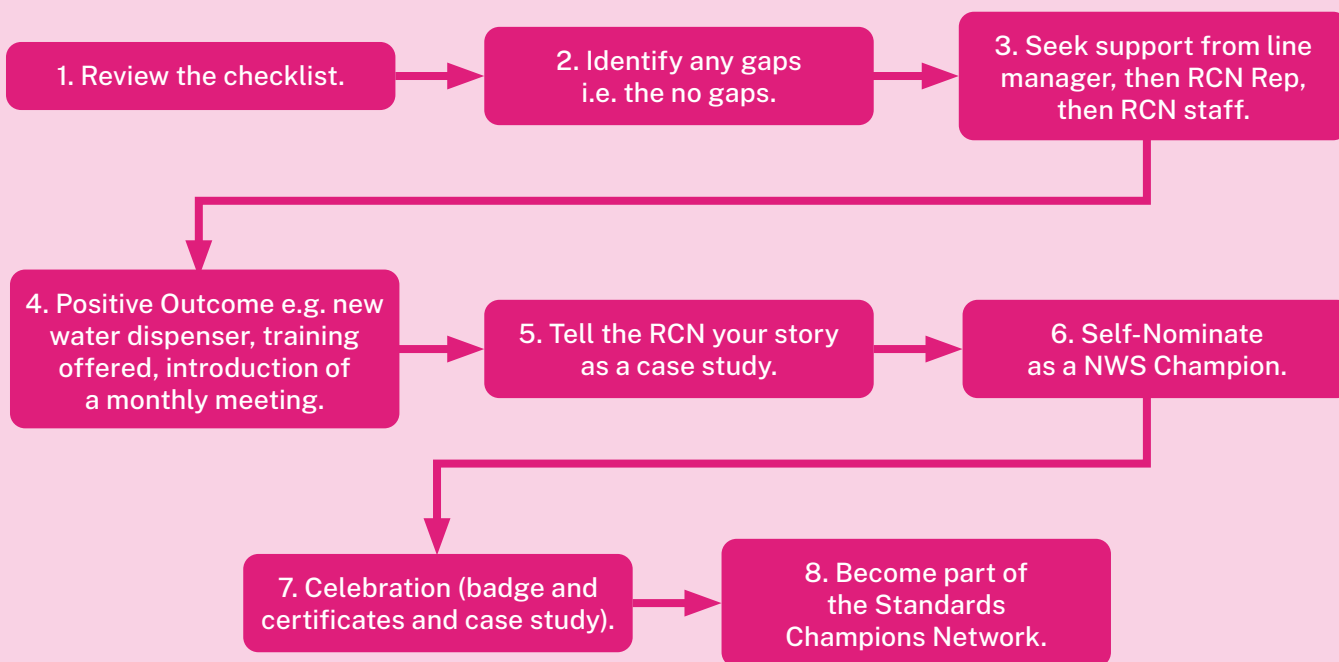 1. Review the checklist.
2. Identify any gaps
i.e. the no gaps.
3. Seek support from line
manager, then RCN Rep,
then RCN staff.
4. Positive Outcome e.g. new
water dispenser, training
offered, introduction of
a monthly meeting.
5. Tell the RCN your story
as a case study.
6. Self-Nominate
as a NWS Champion.
7. Celebration (badge and
certificates and case study).
8. Become part of
the Standards
Champions Network.